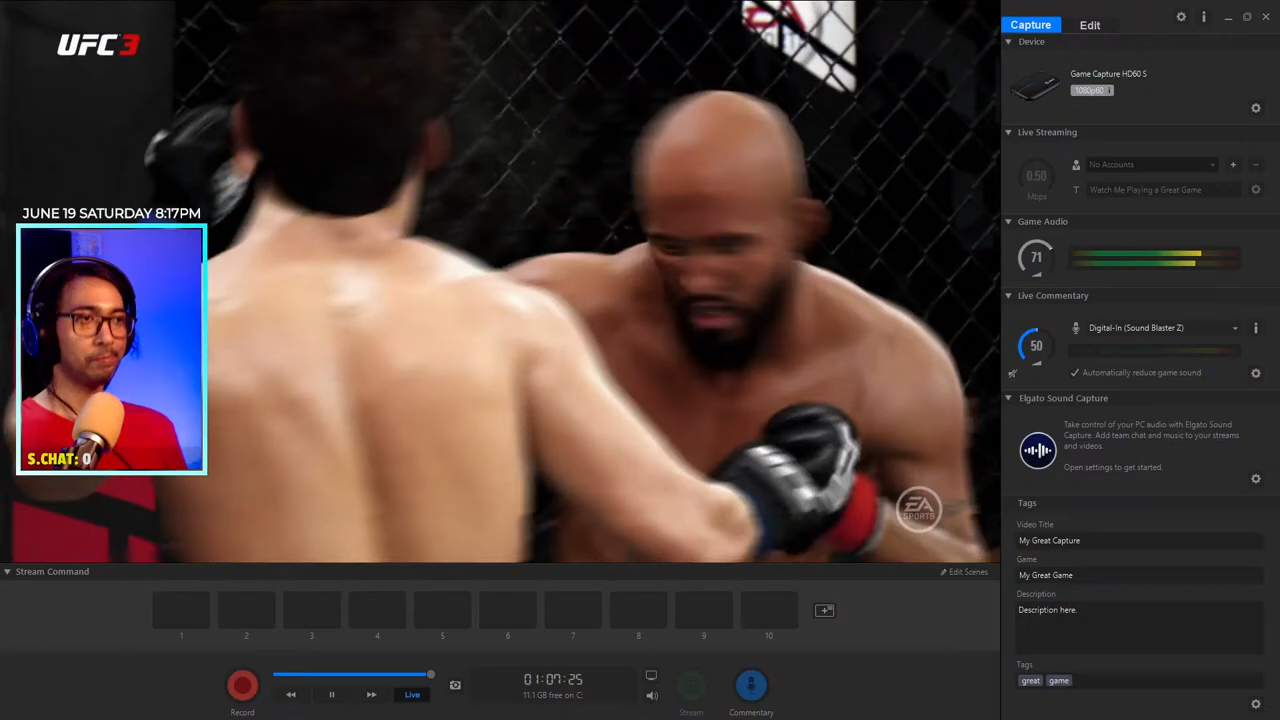 UFC 3
JUNE 19 SATURDAY 8:17PM
S.CHAT: 0
EA
SPORTS
Capture
Edit
Device
Game Capture HD60 S
1080p60
Live Streaming
0.50
Mbps
No Accounts
T Watch Me Playing a Great Game
Game Audio
71
Live Commentary
50
Digital-In (Sound Blaster Z)
Automatically reduce game sound
Elgato Sound Capture
Take control of your PC audio with Elgato Sound
Capture. Add team chat and music to your streams
and videos.
Open settings to get started.
Tags
Video Title
My Great Capture
Game
My Great Game
Description
Description here.
Tags
great game
Stream Command
Edit Scenes
1 2 3 4 5 6 7 8 9 10
Record
Live
01:07:25
11.1 GB free on C:
Stream
Commentary